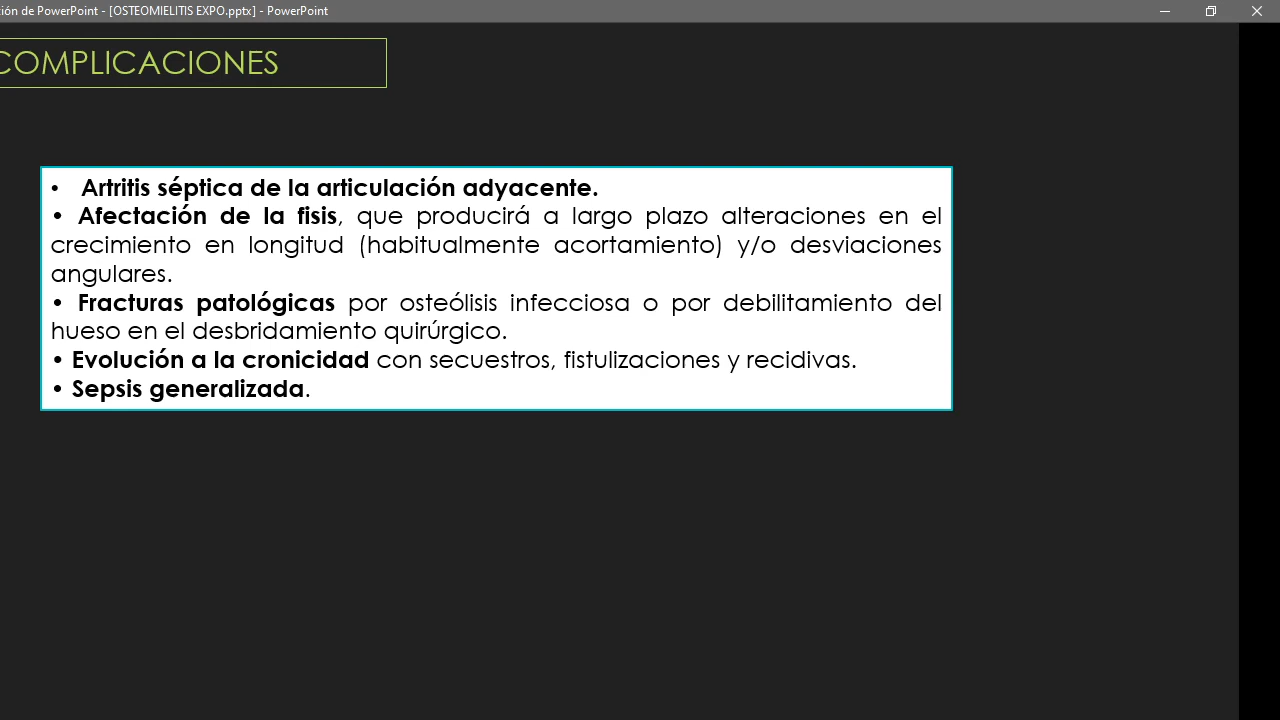 ción de PowerPoint - [OSTEOMIELITIS EXPO.pptx] - PowerPoint
COMPLICACIONES
• Artritis séptica de la articulación adyacente.
• Afectación de la fisis, que producirá a largo plazo alteraciones en el
crecimiento en longitud (habitualmente acortamiento) y/o desviaciones
angulares.
• Fracturas patológicas por osteólisis infecciosa o por debilitamiento del
hueso en el desbridamiento quirúrgico.
• Evolución a la cronicidad con secuestros, fistulizaciones y recidivas.
• Sepsis generalizada.